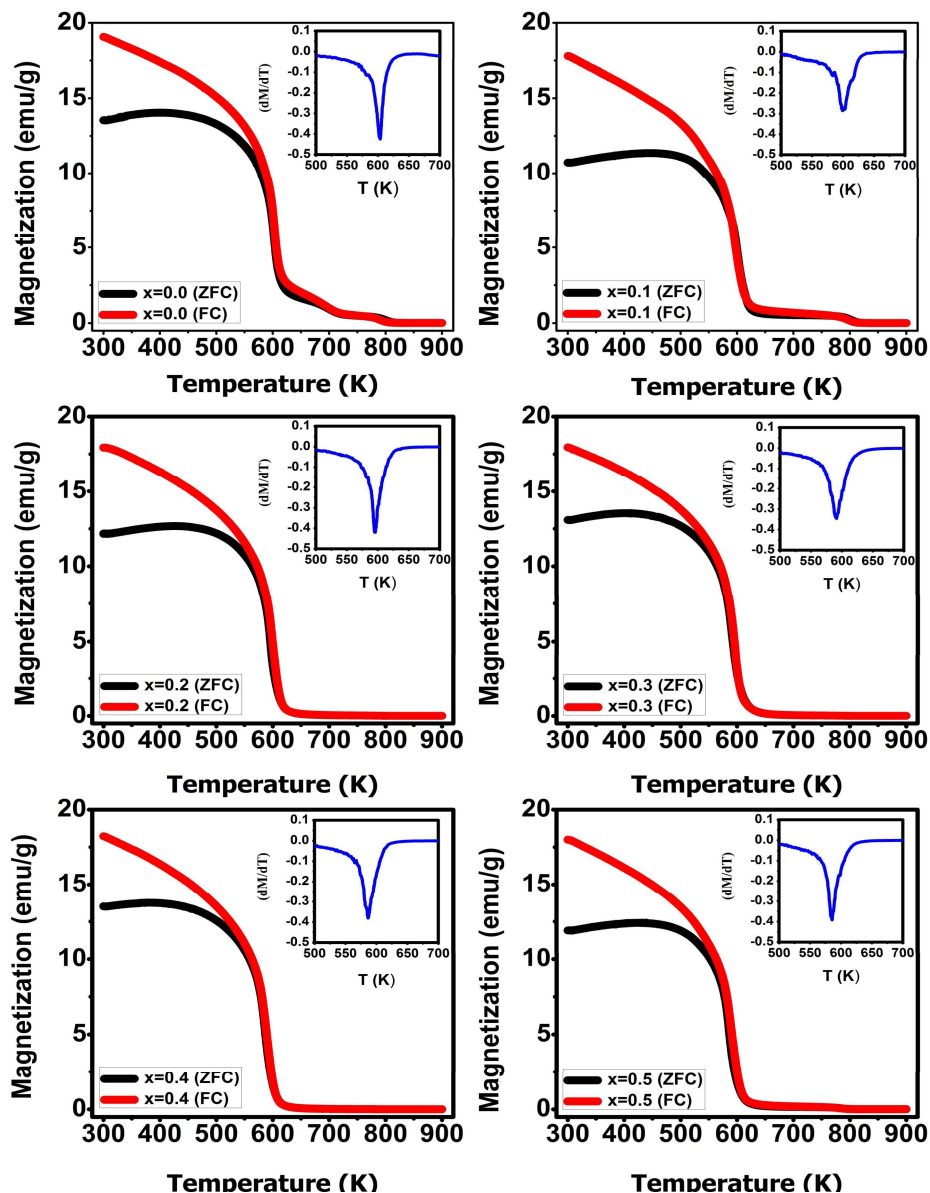 20
15
10
5
0
Magnetization (emu/g)
0.1
0.0
-0.1
-0.2
-0.3
-0.4
-0.5
(dM/dT)
500 550 600 650 700
T (K)
x=0.0 (ZFC)
x=0.0 (FC)
300 400 500 600 700 800 900
Temperature (K)
20
15
10
5
0
Magnetization (emu/g)
0.1
0.0
-0.1
-0.2
-0.3
-0.4
-0.5
(dM/dT)
500 550 600 650 700
T (K)
x=0.1 (ZFC)
x=0.1 (FC)
300 400 500 600 700 800 900
Temperature (K)
20
15
10
5
0
Magnetization (emu/g)
0.1
0.0
-0.1
-0.2
-0.3
-0.4
-0.5
(dM/dT)
500 550 600 650 700
T (K)
x=0.2 (ZFC)
x=0.2 (FC)
300 400 500 600 700 800 900
Temperature (K)
20
15
10
5
0
Magnetization (emu/g)
0.1
0.0
-0.1
-0.2
-0.3
-0.4
-0.5
(dM/dT)
500 550 600 650 700
T (K)
x=0.3 (ZFC)
x=0.3 (FC)
300 400 500 600 700 800 900
Temperature (K)
20
15
10
5
0
Magnetization (emu/g)
0.1
0.0
-0.1
-0.2
-0.3
-0.4
-0.5
(dM/dT)
500 550 600 650 700
T (K)
x=0.4 (ZFC)
x=0.4 (FC)
300 400 500 600 700 800 900
Temperature (K)
20
15
10
5
0
Magnetization (emu/g)
0.1
0.0
-0.1
-0.2
-0.3
-0.4
-0.5
(dM/dT)
500 550 600 650 700
T (K)
x=0.5 (ZFC)
x=0.5 (FC)
300 400 500 600 700 800 900
Temperature (K)